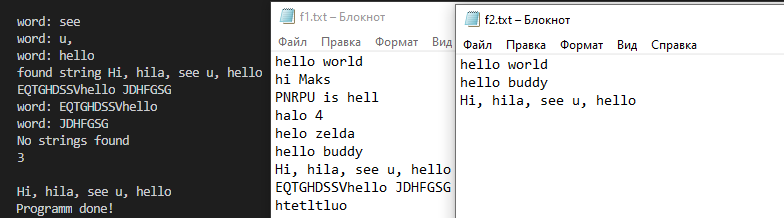 word: see
word: u,
word: hello
found string Hi, hila, see u, hello
EQTGHDSSVhello JDHFGSG
word: EQTGHDSSVhello
word: JDHFGSG
No strings found
3
Hi, hila, see u, hello
Programm done!
f1.txt – Блокнот
Файл Правка Формат Вид
hello world
hi Maks
PNRPU is hell
halo 4
helo zelda
hello buddy
Hi, hila, see u, hello
EQTGHDSSVhello JDHFGSG
htetltluo
f2.txt – Блокнот
Файл Правка Формат Вид Справка
hello world
hello buddy
Hi, hila, see u, hello